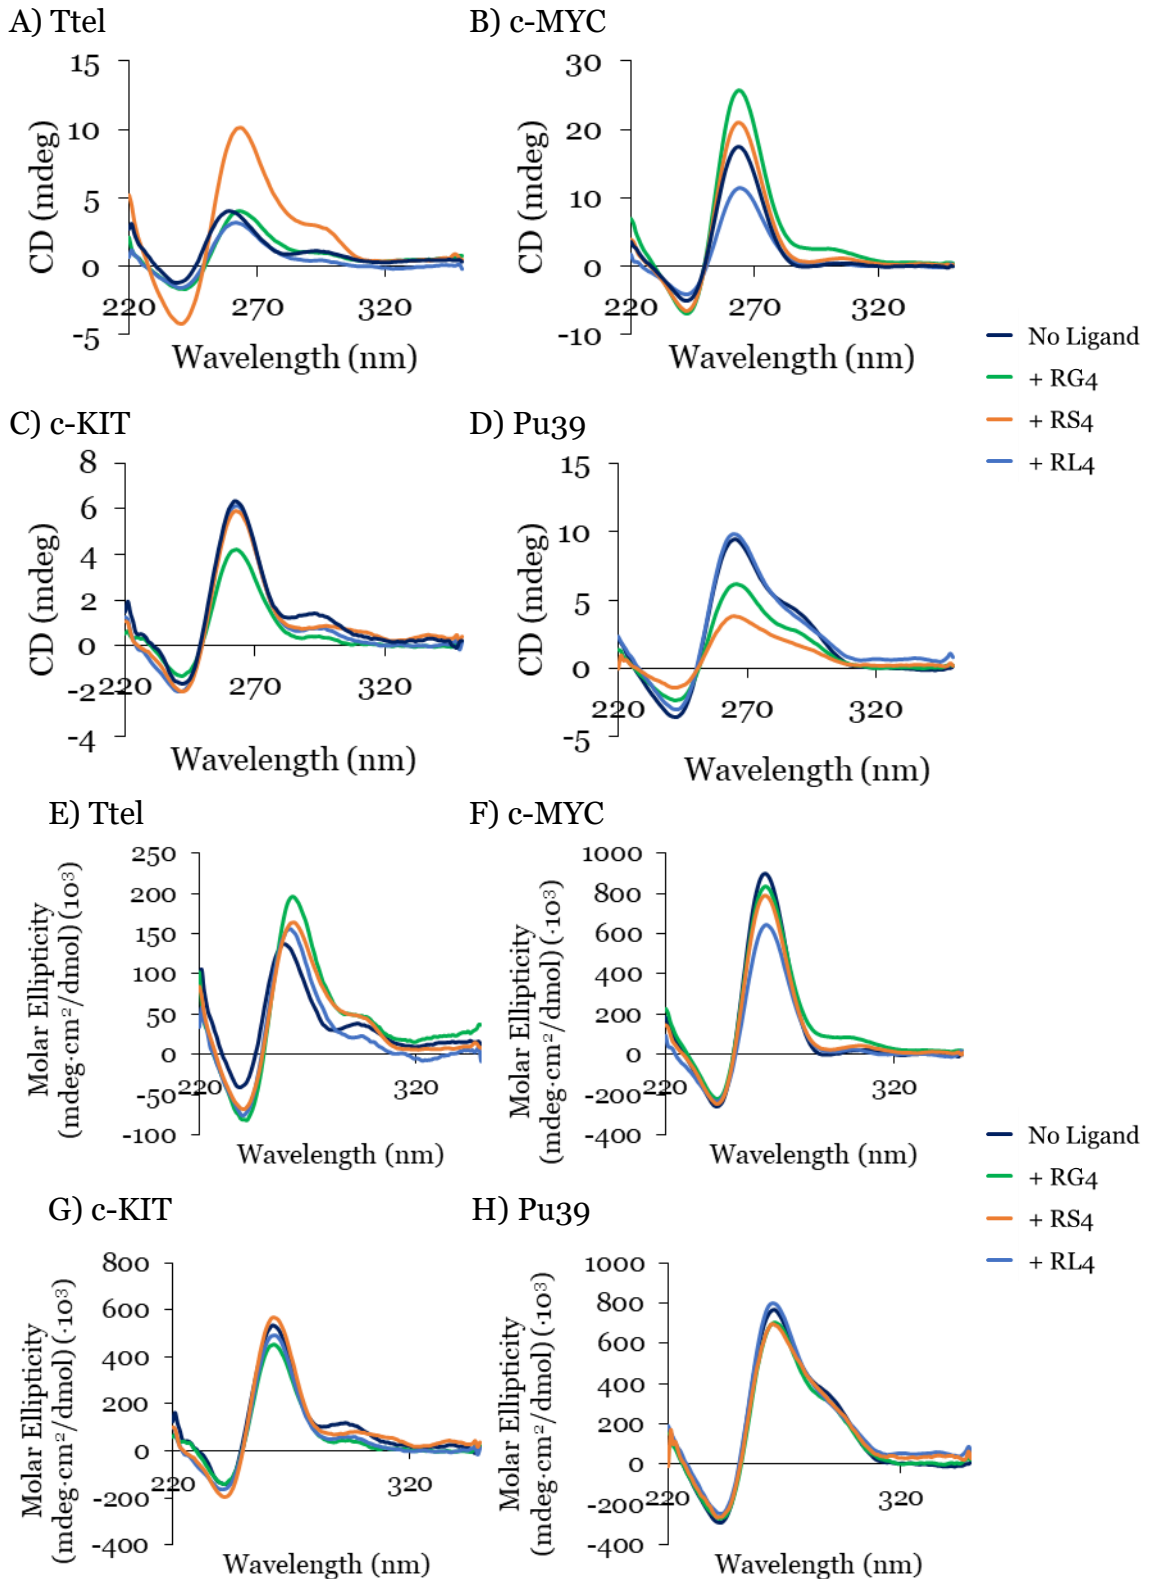 A) Ttel
B) c-MYC
15
10
5
0
-5
220
270
320
CD (mdeg)
Wavelength (nm)
30
20
10
0
-10
220
270
320
CD (mdeg)
Wavelength (nm)
No Ligand
+ RG4
+ RS4
+ RL4
C) c-KIT
D) Pu39
8
6
4
2
0
-2
-4
220
270
320
CD (mdeg)
Wavelength (nm)
15
10
5
0
-5
220
270
320
CD (mdeg)
Wavelength (nm)
E) Ttel
F) c-MYC
250
200
150
100
50
0
-50
-100
220
320
Molar Ellipticity
(mdeg·cm²/dmol) (10³)
Wavelength (nm)
1000
800
600
400
200
0
-200
-400
220
320
Molar Ellipticity
(mdeg·cm²/dmol) (·10³)
Wavelength (nm)
No Ligand
+ RG4
+ RS4
+ RL4
G) c-KIT
H) Pu39
800
600
400
200
0
-200
-400
220
320
Molar Ellipticity
(mdeg·cm²/dmol) (·10³)
Wavelength (nm)
1000
800
600
400
200
0
-200
-400
220
320
Molar Ellipticity
(mdeg·cm²/dmol) (·10³)
Wavelength (nm)